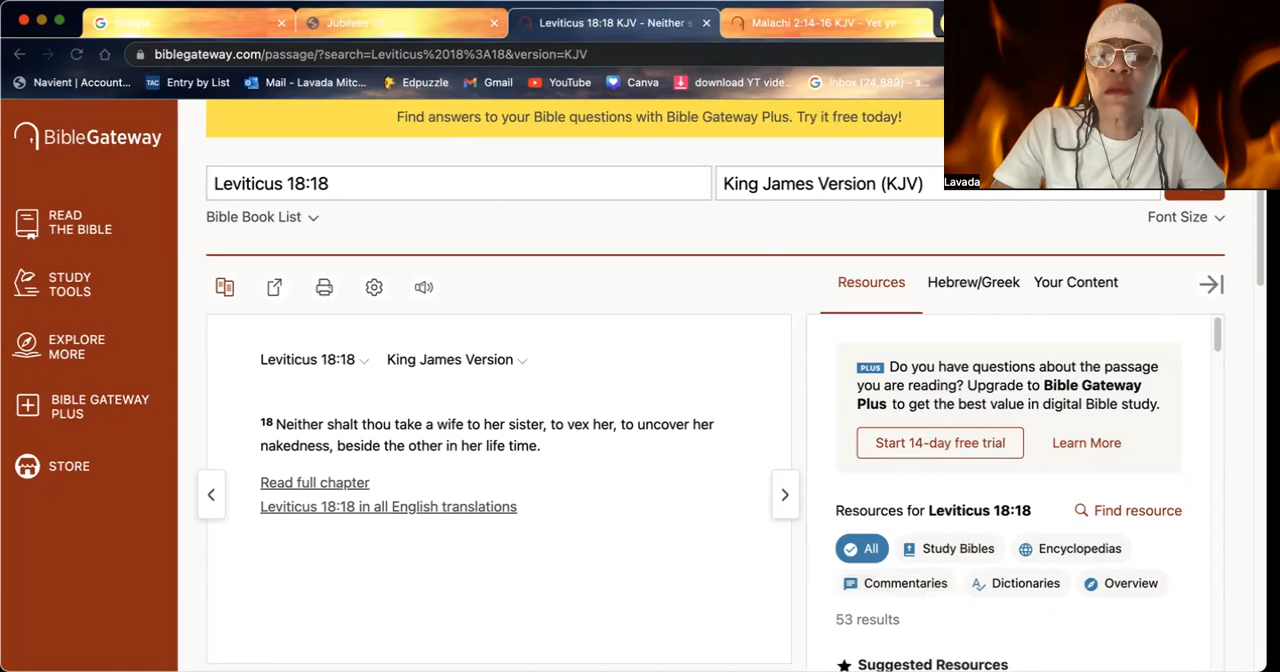 Google
Jubilees
Leviticus 18:18 KJV - Neither s
Malachi 2:14-16 KJV - Yet ye
biblegateway.com/passage/?search=Leviticus%2018%3A18&version=KJV
Navient | Account...
TAC Entry by List
Mail - Lavada Mitc...
Edpuzzle
Gmail
YouTube
Canva
download YT vide...
Inbox (24,889) - s...
Lavada
BibleGateway
READ
THE BIBLE
STUDY
TOOLS
EXPLORE
MORE
BIBLE GATEWAY
PLUS
STORE
Find answers to your Bible questions with Bible Gateway Plus. Try it free today!
Leviticus 18:18
King James Version (KJV)
Bible Book List
Font Size
Resources
Hebrew/Greek
Your Content
Leviticus 18:18
King James Version
18 Neither shalt thou take a wife to her sister, to vex her, to uncover her
nakedness, beside the other in her life time.
Read full chapter
Leviticus 18:18 in all English translations
PLUS Do you have questions about the passage
you are reading? Upgrade to Bible Gateway
Plus to get the best value in digital Bible study.
Start 14-day free trial
Learn More
Resources for Leviticus 18:18
Find resource
All
Study Bibles
Encyclopedias
Commentaries
Dictionaries
Overview
53 results
Suggested Resources